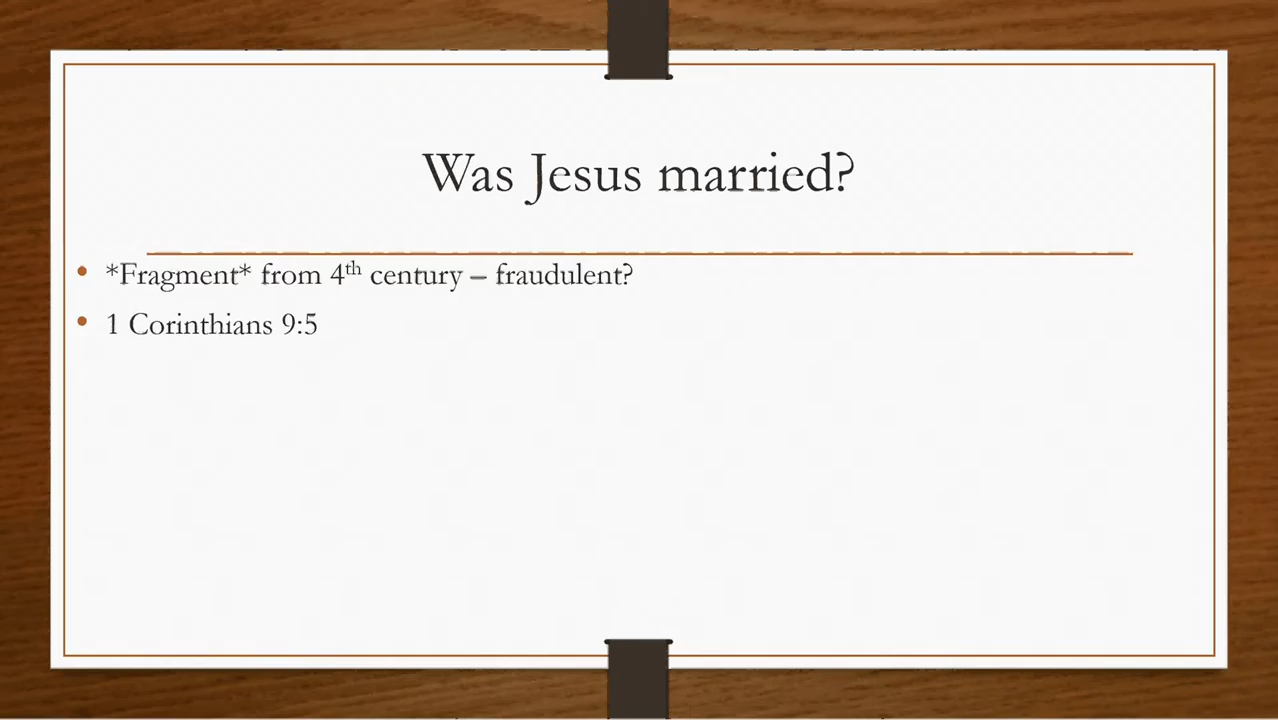 Was Jesus married?
• *Fragment* from 4th century – fraudulent?
• 1 Corinthians 9:5